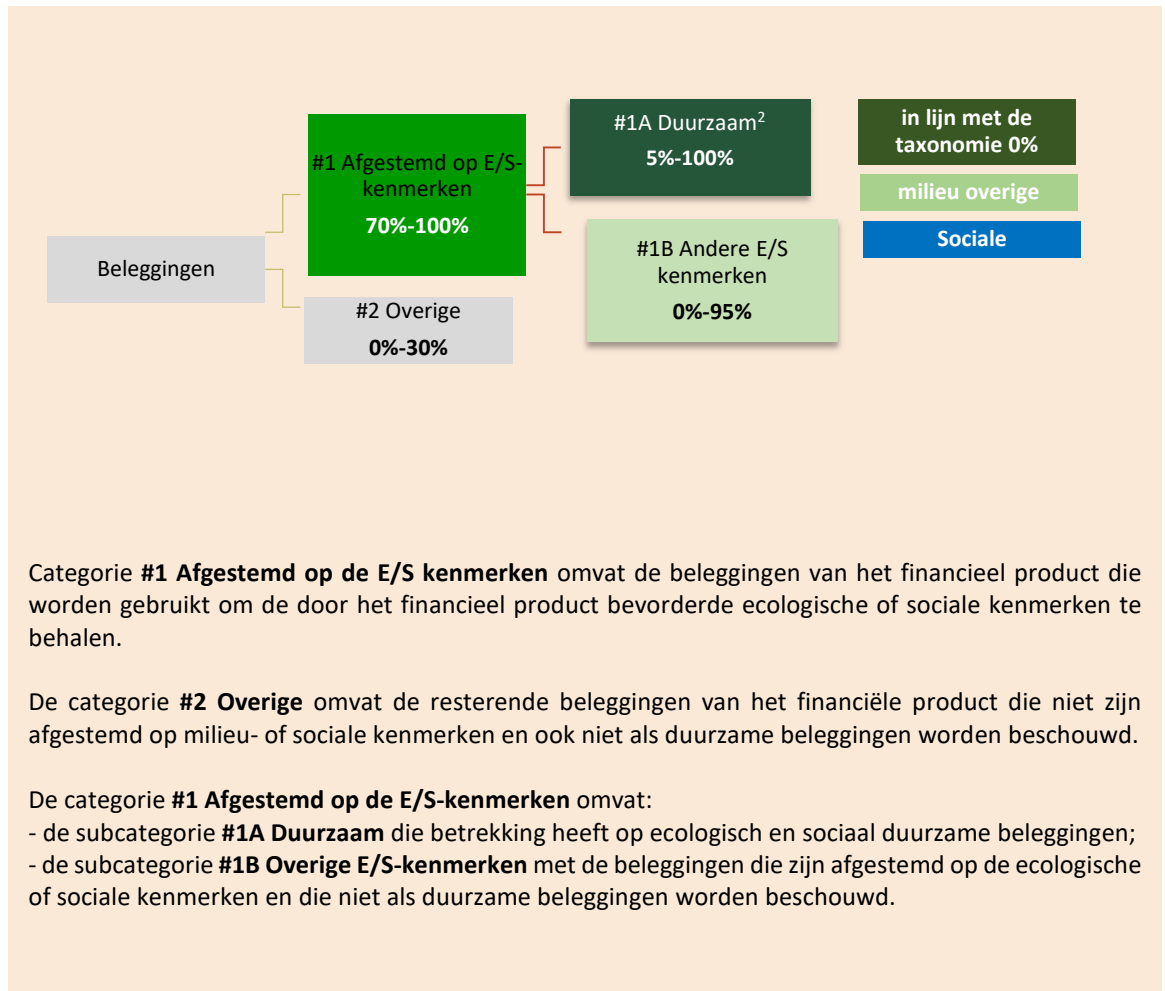 #1A Duurzaam²
5%-100%
in lijn met de
taxonomie 0%
#1 Afgestemd op E/S-
kenmerken
70%-100%
milieu overige
Sociale
#1B Andere E/S
kenmerken
0%-95%
Beleggingen
#2 Overige
0%-30%
Categorie #1 Afgestemd op de E/S kenmerken omvat de beleggingen van het financieel product die
worden gebruikt om de door het financieel product bevorderde ecologische of sociale kenmerken te
behalen.
De categorie #2 Overige omvat de resterende beleggingen van het financiële product die niet zijn
afgestemd op milieu- of sociale kenmerken en ook niet als duurzame beleggingen worden beschouwd.
De categorie #1 Afgestemd op de E/S-kenmerken omvat:
- de subcategorie #1A Duurzaam die betrekking heeft op ecologisch en sociaal duurzame beleggingen;
- de subcategorie #1B Overige E/S-kenmerken met de beleggingen die zijn afgestemd op de ecologische
of sociale kenmerken en die niet als duurzame beleggingen worden beschouwd.